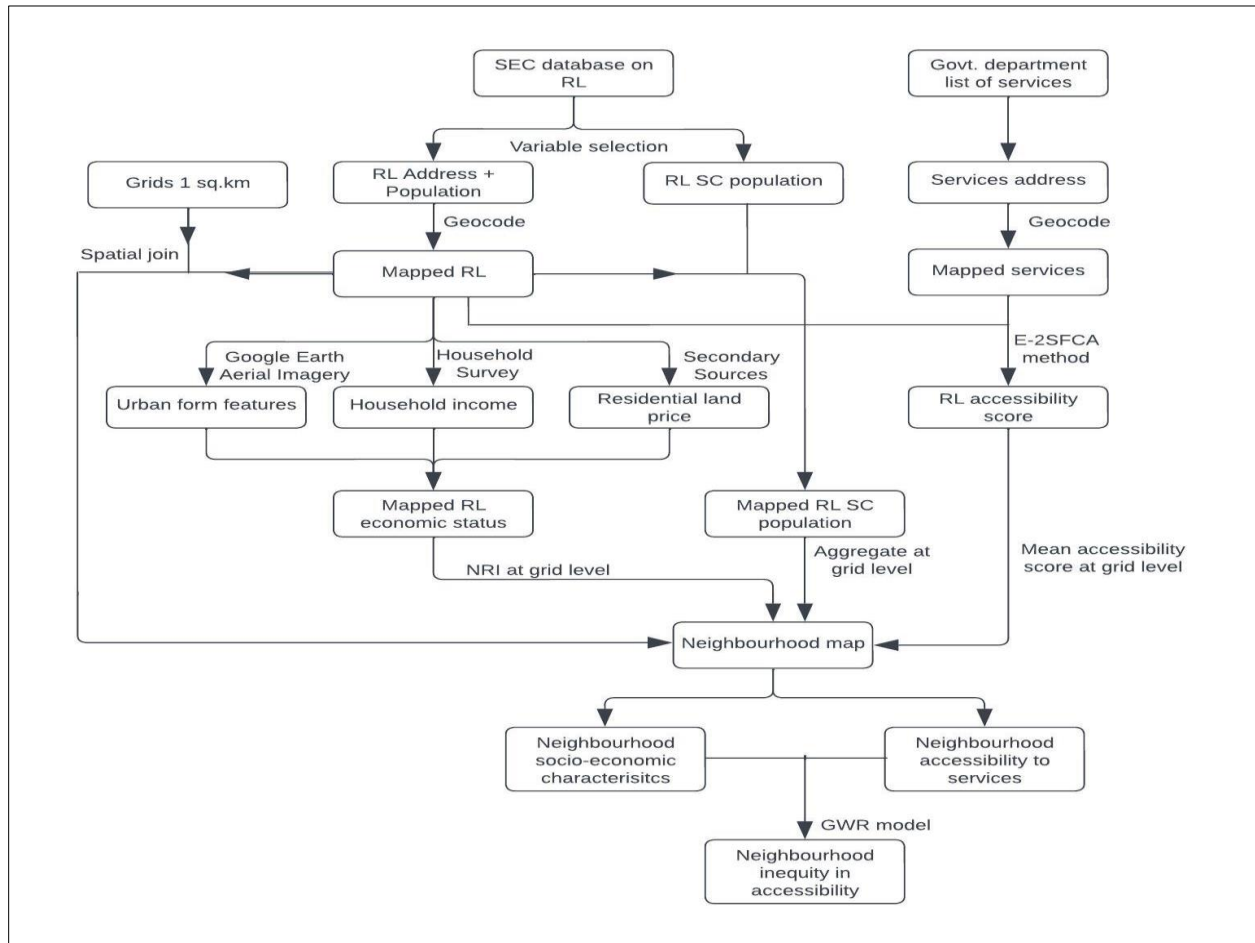 SEC database on
RL
Govt. department
list of services
Variable selection
Grids 1 sq.km
RL Address +
Population
RL SC population
Services address
Geocode
Geocode
Spatial join
Mapped RL
Mapped services
Google Earth
Aerial Imagery
Household
Survey
Secondary
Sources
E-2SFCA
method
Urban form features
Household income
Residential land
price
RL accessibility
score
Mapped RL
economic status
Mapped RL SC
population
NRI at grid level
Aggregate at
grid level
Mean accessibility
score at grid level
Neighbourhood map
Neighbourhood
socio-economic
characterisitcs
Neighbourhood
accessibility to
services
GWR model
Neighbourhood
inequity in
accessibility